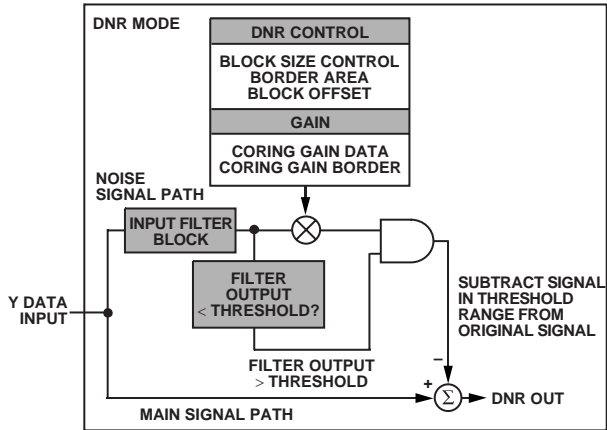 DNR MODE
DNR CONTROL
BLOCK SIZE CONTROL
BORDER AREA
BLOCK OFFSET
GAIN
CORING GAIN DATA
CORING GAIN BORDER
NOISE
SIGNAL PATH
INPUT FILTER
BLOCK
FILTER
OUTPUT
< THRESHOLD?
Y DATA
INPUT
SUBTRACT SIGNAL
IN THRESHOLD
RANGE FROM
ORIGINAL SIGNAL
FILTER OUTPUT
> THRESHOLD
–
+
Σ
DNR OUT
MAIN SIGNAL PATH